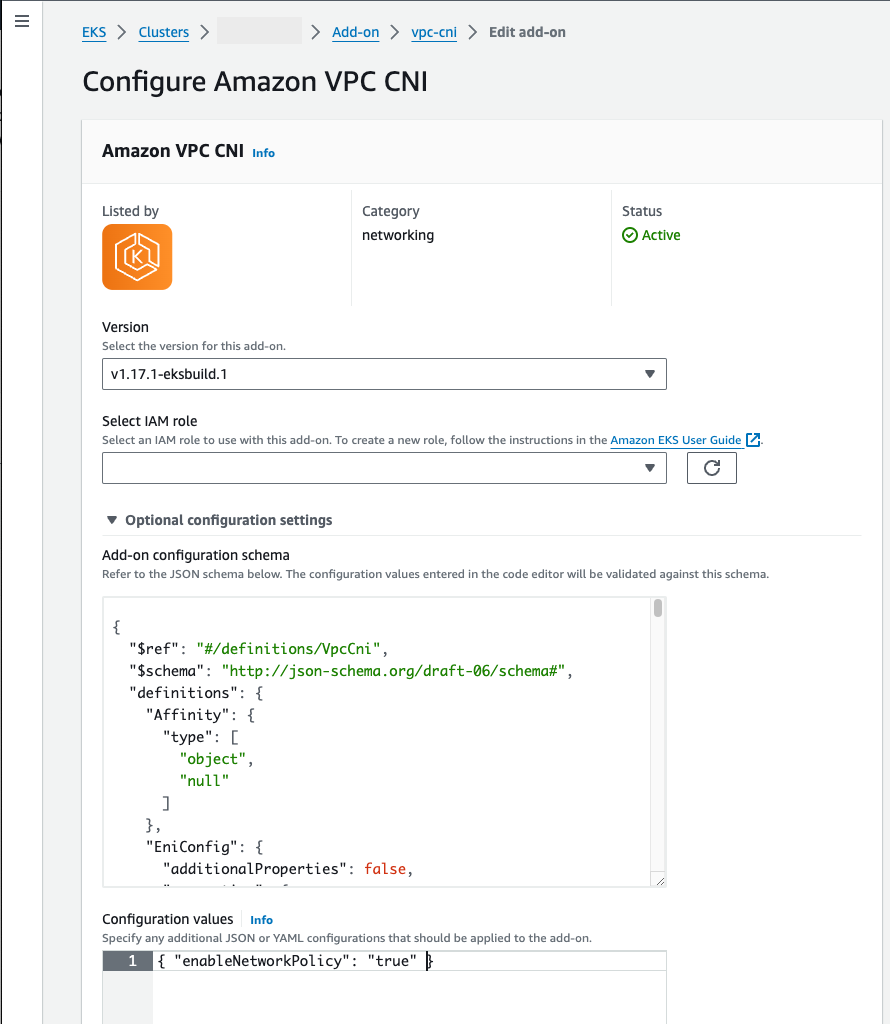 EKS > Clusters > > Add-on > vpc-cni > Edit add-on
Configure Amazon VPC CNI
Amazon VPC CNI Info
Listed by
Category
networking
Status
Active
K
Version
Select the version for this add-on.
v1.17.1-eksbuild.1
Select IAM role
Select an IAM role to use with this add-on. To create a new role, follow the instructions in the Amazon EKS User Guide.
Optional configuration settings
Add-on configuration schema
Refer to the JSON schema below. The configuration values entered in the code editor will be validated against this schema.
{
"$ref": "#/definitions/VpcCni",
"$schema": "http://json-schema.org/draft-06/schema#",
"definitions": {
"Affinity": {
"type": [
"object",
"null"
]
},
"EniConfig": {
"additionalProperties": false,
Configuration values Info
Specify any additional JSON or YAML configurations that should be applied to the add-on.
1 { "enableNetworkPolicy": "true" }